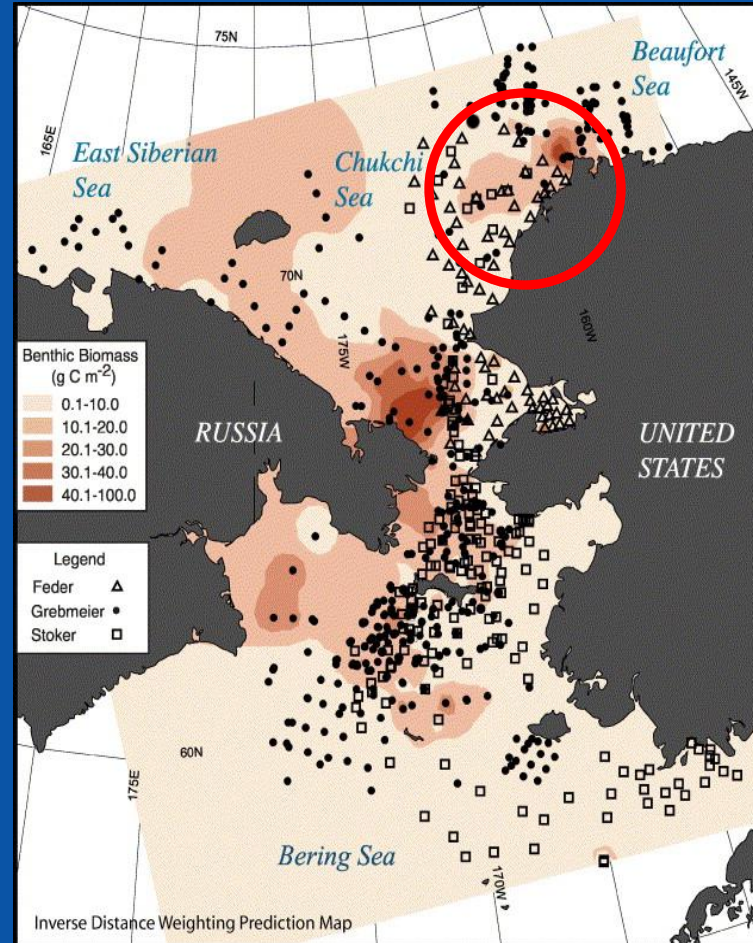 75N
Beaufort
Sea
145W
165E
East Siberian
Sea
Chukchi
Sea
70N
175W
160W
Benthic Biomass
(g C m-2)
0.1-10.0
10.1-20.0
20.1-30.0
30.1-40.0
40.1-100.0
RUSSIA
UNITED
STATES
Legend
Feder
Grebmeier
Stoker
60N
175E
Bering Sea
170W
Inverse Distance Weighting Prediction Map